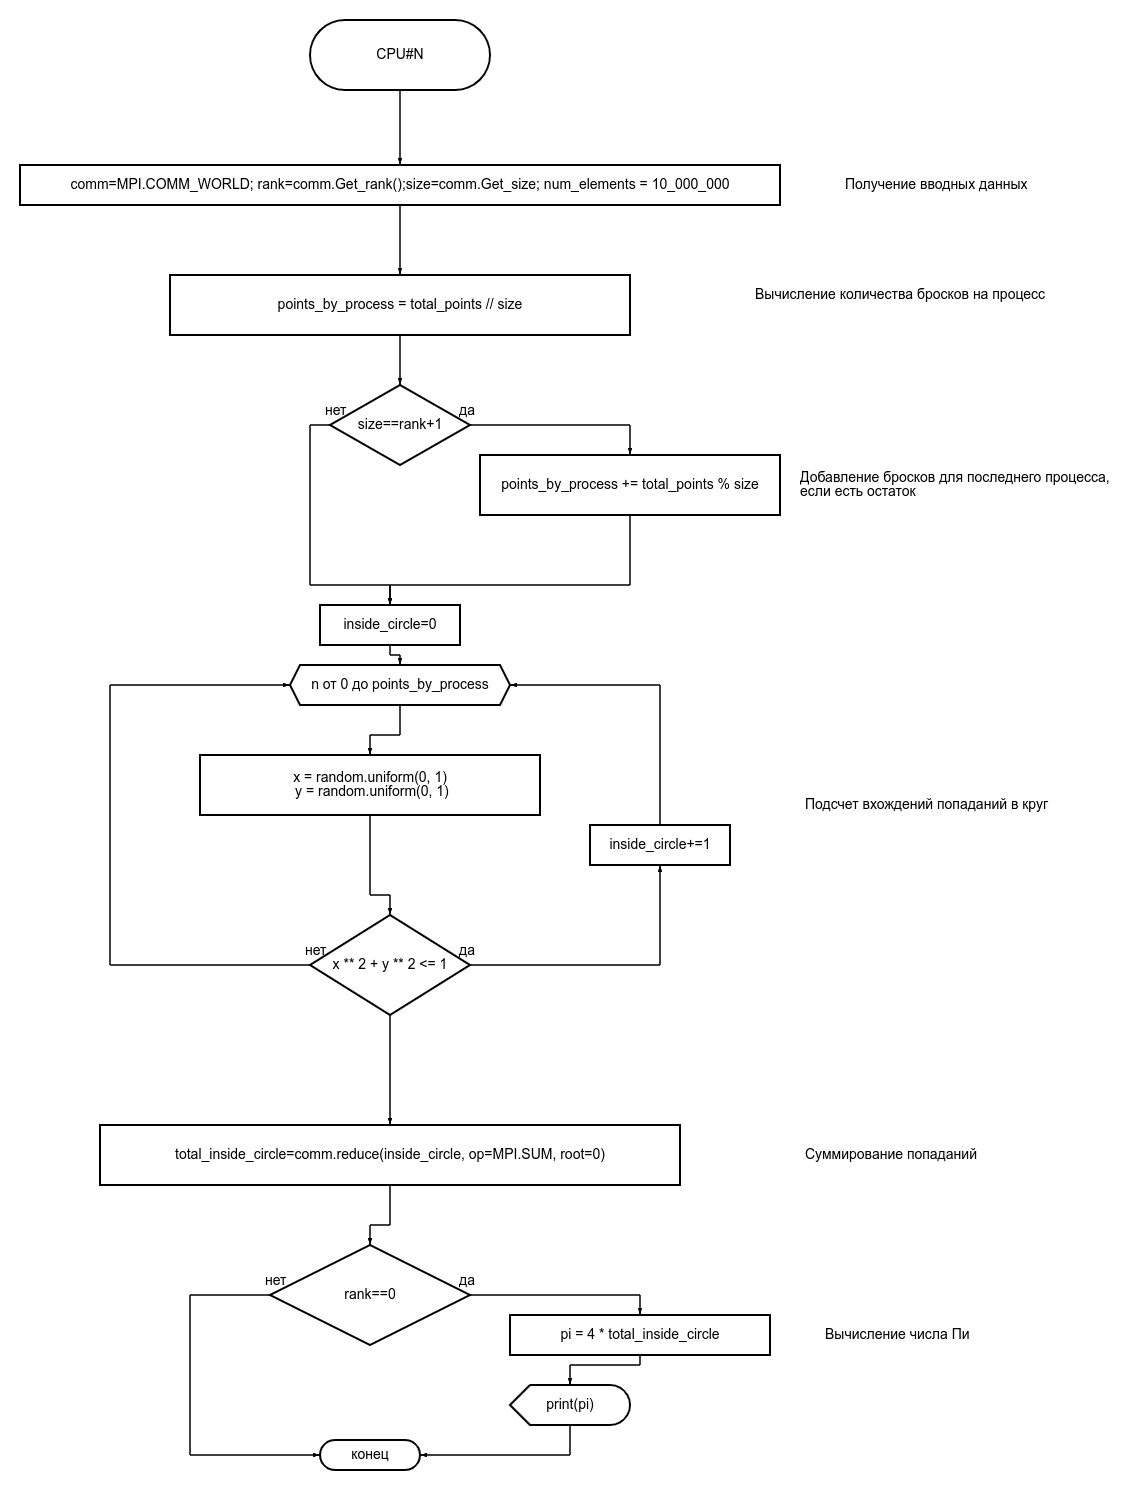 CPU#N
comm=MPI.COMM_WORLD; rank=comm.Get_rank();size=comm.Get_size; num_elements = 10_000_000
Получение вводных данных
points_by_process = total_points // size
Вычисление количества бросков на процесс
нет
да
size==rank+1
points_by_process += total_points % size
Добавление бросков для последнего процесса,
если есть остаток
inside_circle=0
n от 0 до points_by_process
x = random.uniform(0, 1)
y = random.uniform(0, 1)
Подсчет вхождений попаданий в круг
inside_circle+=1
нет
да
x ** 2 + y ** 2 <= 1
total_inside_circle=comm.reduce(inside_circle, op=MPI.SUM, root=0)
Суммирование попаданий
нет
да
rank==0
pi = 4 * total_inside_circle
Вычисление числа Пи
print(pi)
конец